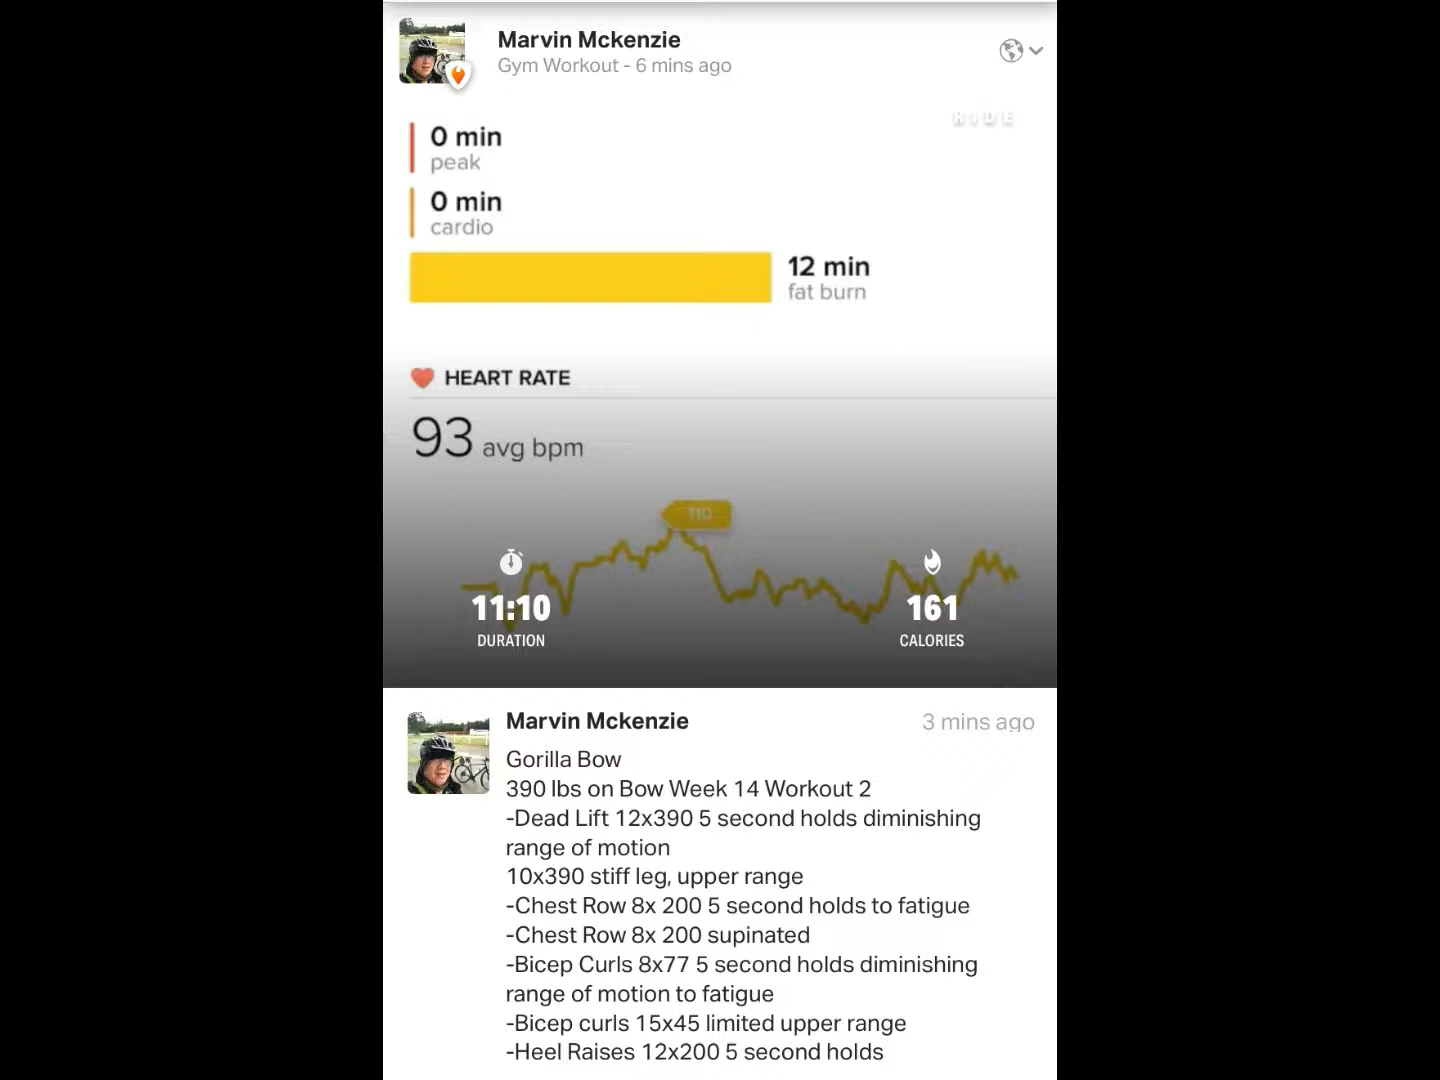 Marvin Mckenzie
Gym Workout - 6 mins ago
RIDE
0 min
peak
0 min
cardio
12 min
fat burn
HEART RATE
93 avg bpm
110
11:10
DURATION
161
CALORIES
Marvin Mckenzie
3 mins ago
Gorilla Bow
390 lbs on Bow Week 14 Workout 2
-Dead Lift 12x390 5 second holds diminishing
range of motion
10x390 stiff leg, upper range
-Chest Row 8x 200 5 second holds to fatigue
-Chest Row 8x 200 supinated
-Bicep Curls 8x77 5 second holds diminishing
range of motion to fatigue
-Bicep curls 15x45 limited upper range
-Heel Raises 12x200 5 second holds